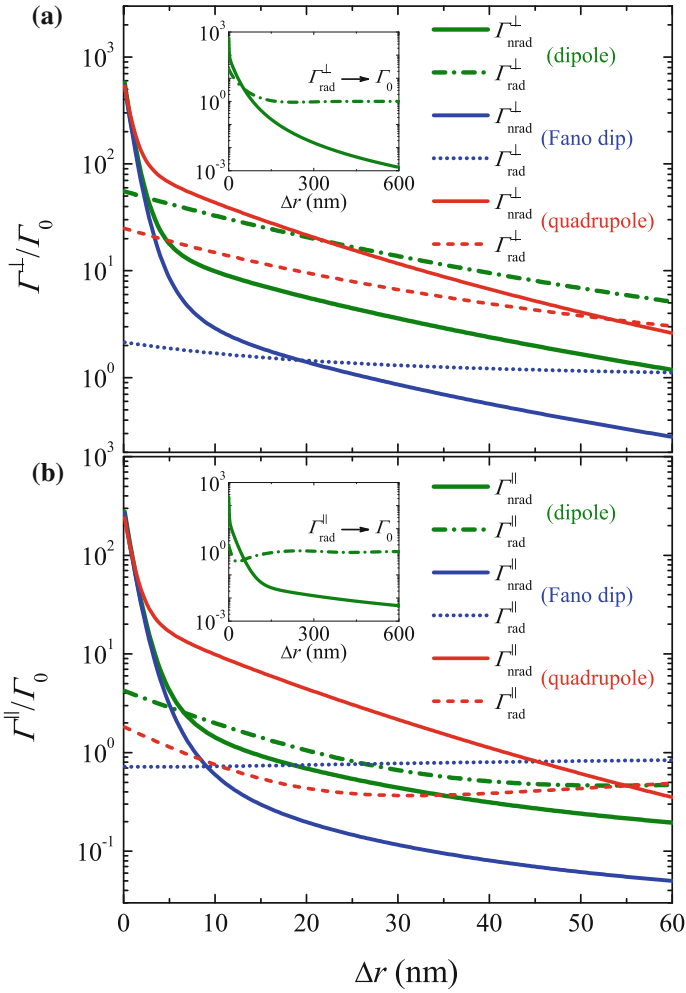 (a)
10³
10²
10¹
10⁰
Γ⊥/Γ₀
10³
10⁰
10⁻³
0 300 600
Δr (nm)
Γ⊥rad → Γ₀
Γ⊥nrad
(dipole)
Γ⊥rad
Γ⊥nrad
(Fano dip)
Γ⊥rad
Γ⊥nrad
(quadrupole)
Γ⊥rad
(b)
10³
10²
10¹
10⁰
10⁻¹
Γ∥/Γ₀
10³
10⁰
10⁻³
0 300 600
Δr (nm)
Γ∥rad → Γ₀
Γ∥nrad
(dipole)
Γ∥rad
Γ∥nrad
(Fano dip)
Γ∥rad
Γ∥nrad
(quadrupole)
Γ∥rad
0 10 20 30 40 50 60
Δr (nm)